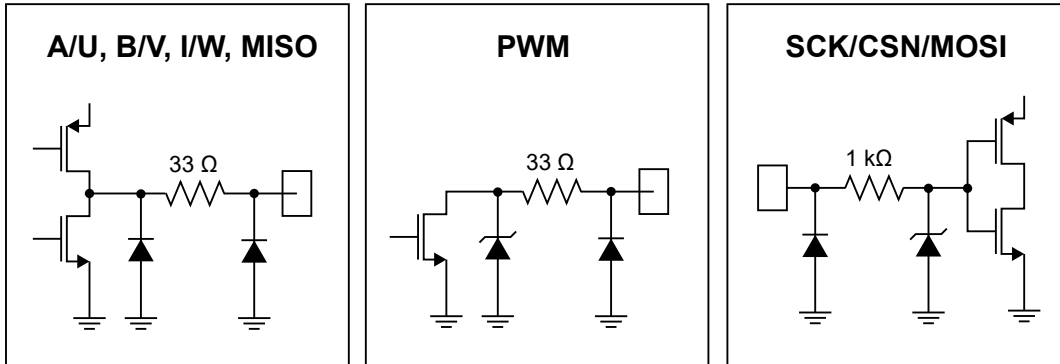 A/U, B/V, I/W, MISO
33 Ω
PWM
33 Ω
SCK/CSN/MOSI
1 kΩ